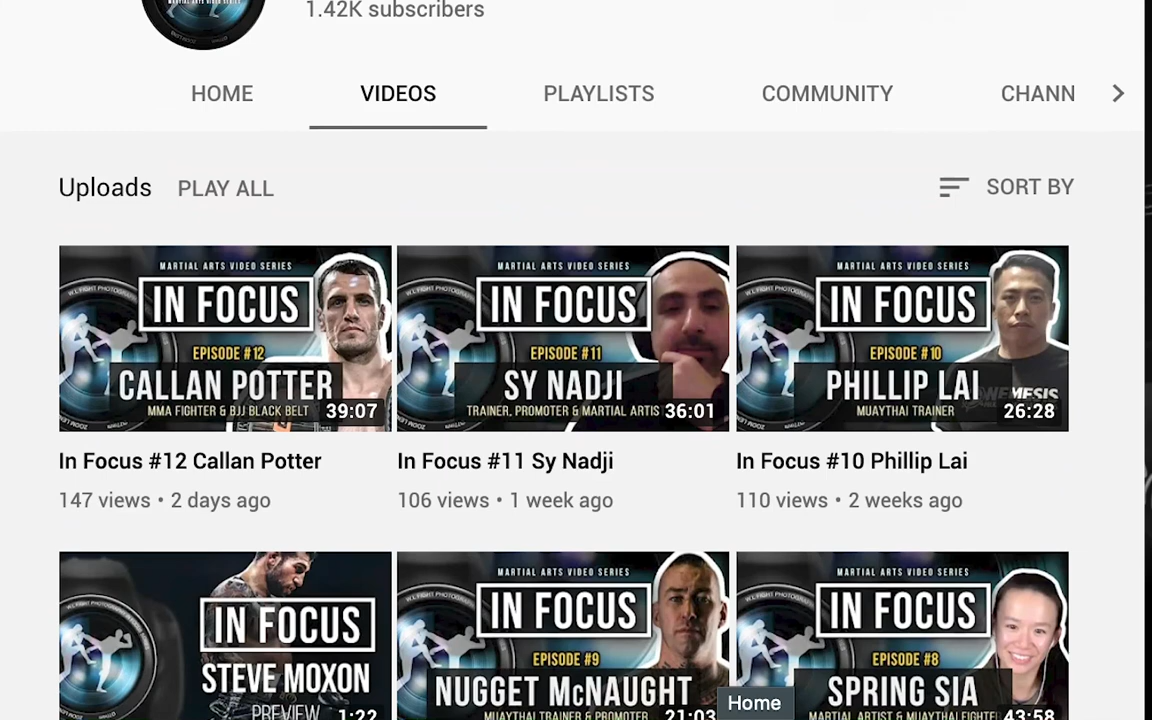 1.42K subscribers
HOME
VIDEOS
PLAYLISTS
COMMUNITY
CHANN
Uploads
PLAY ALL
SORT BY
MARTIAL ARTS VIDEO SERIES
IN FOCUS
EPISODE #12
CALLAN POTTER
MMA FIGHTER & BJJ BLACK BELT
39:07
In Focus #12 Callan Potter
147 views • 2 days ago
MARTIAL ARTS VIDEO SERIES
IN FOCUS
EPISODE #11
SY NADJI
TRAINER, PROMOTER & MARTIAL ARTIS
36:01
In Focus #11 Sy Nadji
106 views • 1 week ago
MARTIAL ARTS VIDEO SERIES
IN FOCUS
EPISODE #10
PHILLIP LAI
MUAYTHAI TRAINER
NEMESIS
26:28
In Focus #10 Phillip Lai
110 views • 2 weeks ago
IN FOCUS
STEVE MOXON
PREVIEW
1:22
MARTIAL ARTS VIDEO SERIES
IN FOCUS
EPISODE #9
NUGGET McNAUGHT
MUAYTHAI TRAINER & PROMOTER
21:03
Home
MARTIAL ARTS VIDEO SERIES
IN FOCUS
EPISODE #8
SPRING SIA
MARTIAL ARTIST & MUAYTHAI FIGHTE
43:58